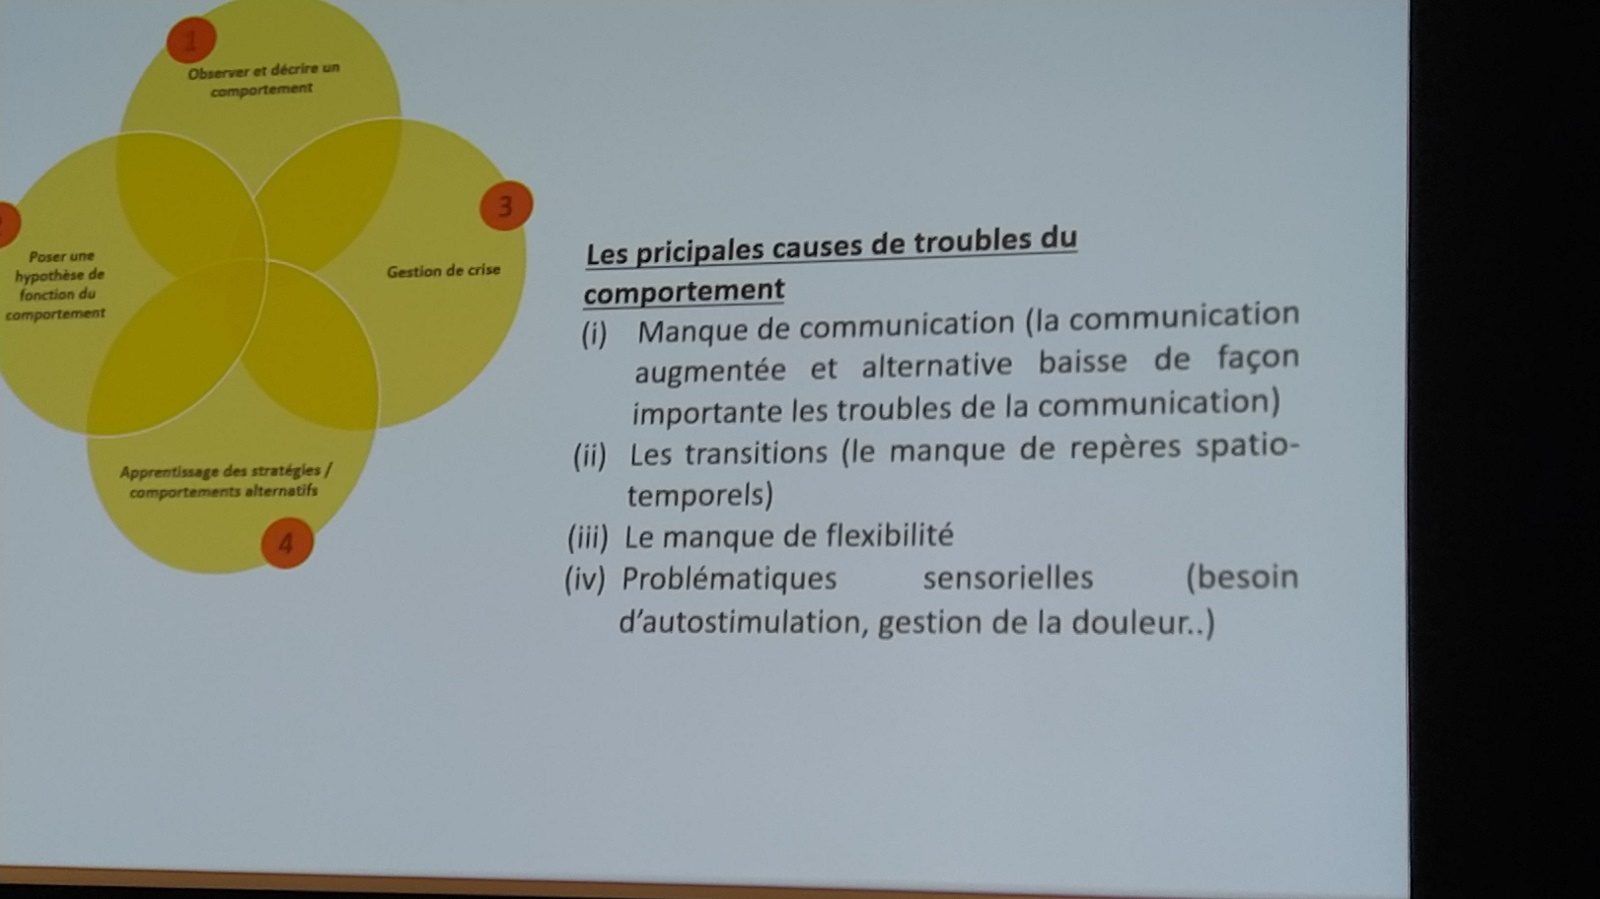 1
Observer et décrire un
comportement
Poser une
hypothèse de
fonction du
comportement
3
Gestion de crise
Apprentissage des stratégies /
comportements alternatifs
4
Les pricipales causes de troubles du
comportement
(i) Manque de communication (la communication
augmentée et alternative baisse de façon
importante les troubles de la communication)
(ii) Les transitions (le manque de repères spatio-
temporels)
(iii) Le manque de flexibilité
(iv) Problématiques sensorielles (besoin
d'autostimulation, gestion de la douleur..)